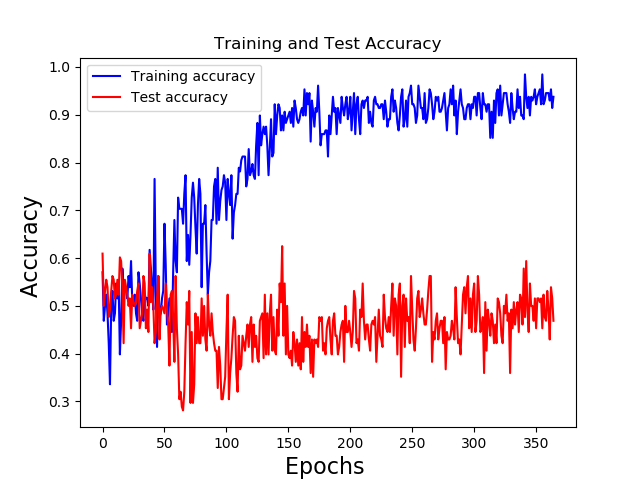 Training and Test Accuracy
Training accuracy
Test accuracy
Accuracy
1.0
0.9
0.8
0.7
0.6
0.5
0.4
0.3
0 50 100 150 200 250 300 350
Epochs